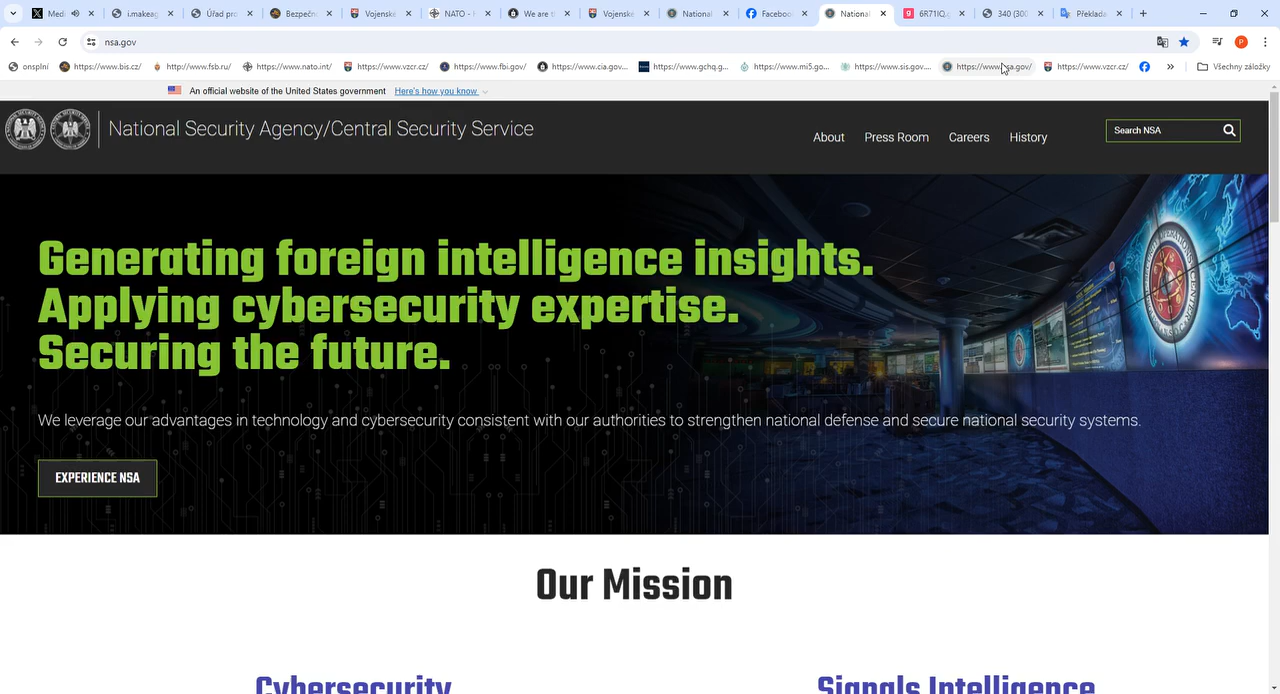 Medi
i.makeag
Úřad pro
Bezpečni
Vojenske
NATO - I
We are t
Vojenske
National
Facebook
National
6R71IQ.g
340 (300
Překlada
nsa.gov
P
onsplni
https://www.bis.cz/
http://www.fsb.ru/
https://www.nato.int/
https://www.vzcr.cz/
https://www.fbi.gov/
https://www.cia.gov...
https://www.gchq.g...
https://www.mi5.go...
https://www.sis.gov....
https://www.nsa.gov/
https://www.vzcr.cz/
Všechny záložky
An official website of the United States government Here's how you know
National Security Agency/Central Security Service
About Press Room Careers History
Search NSA
Generating foreign intelligence insights.
Applying cybersecurity expertise.
Securing the future.
We leverage our advantages in technology and cybersecurity consistent with our authorities to strengthen national defense and secure national security systems.
EXPERIENCE NSA
Our Mission
Cybersecurity
Signals Intelligence